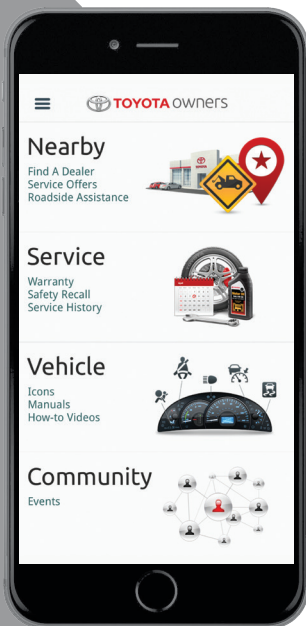 TOYOTA OWNERS
Nearby
Find A Dealer
Service Offers
Roadside Assistance
Service
Warranty
Safety Recall
Service History
Vehicle
Icons
Manuals
How-to Videos
Community
Events